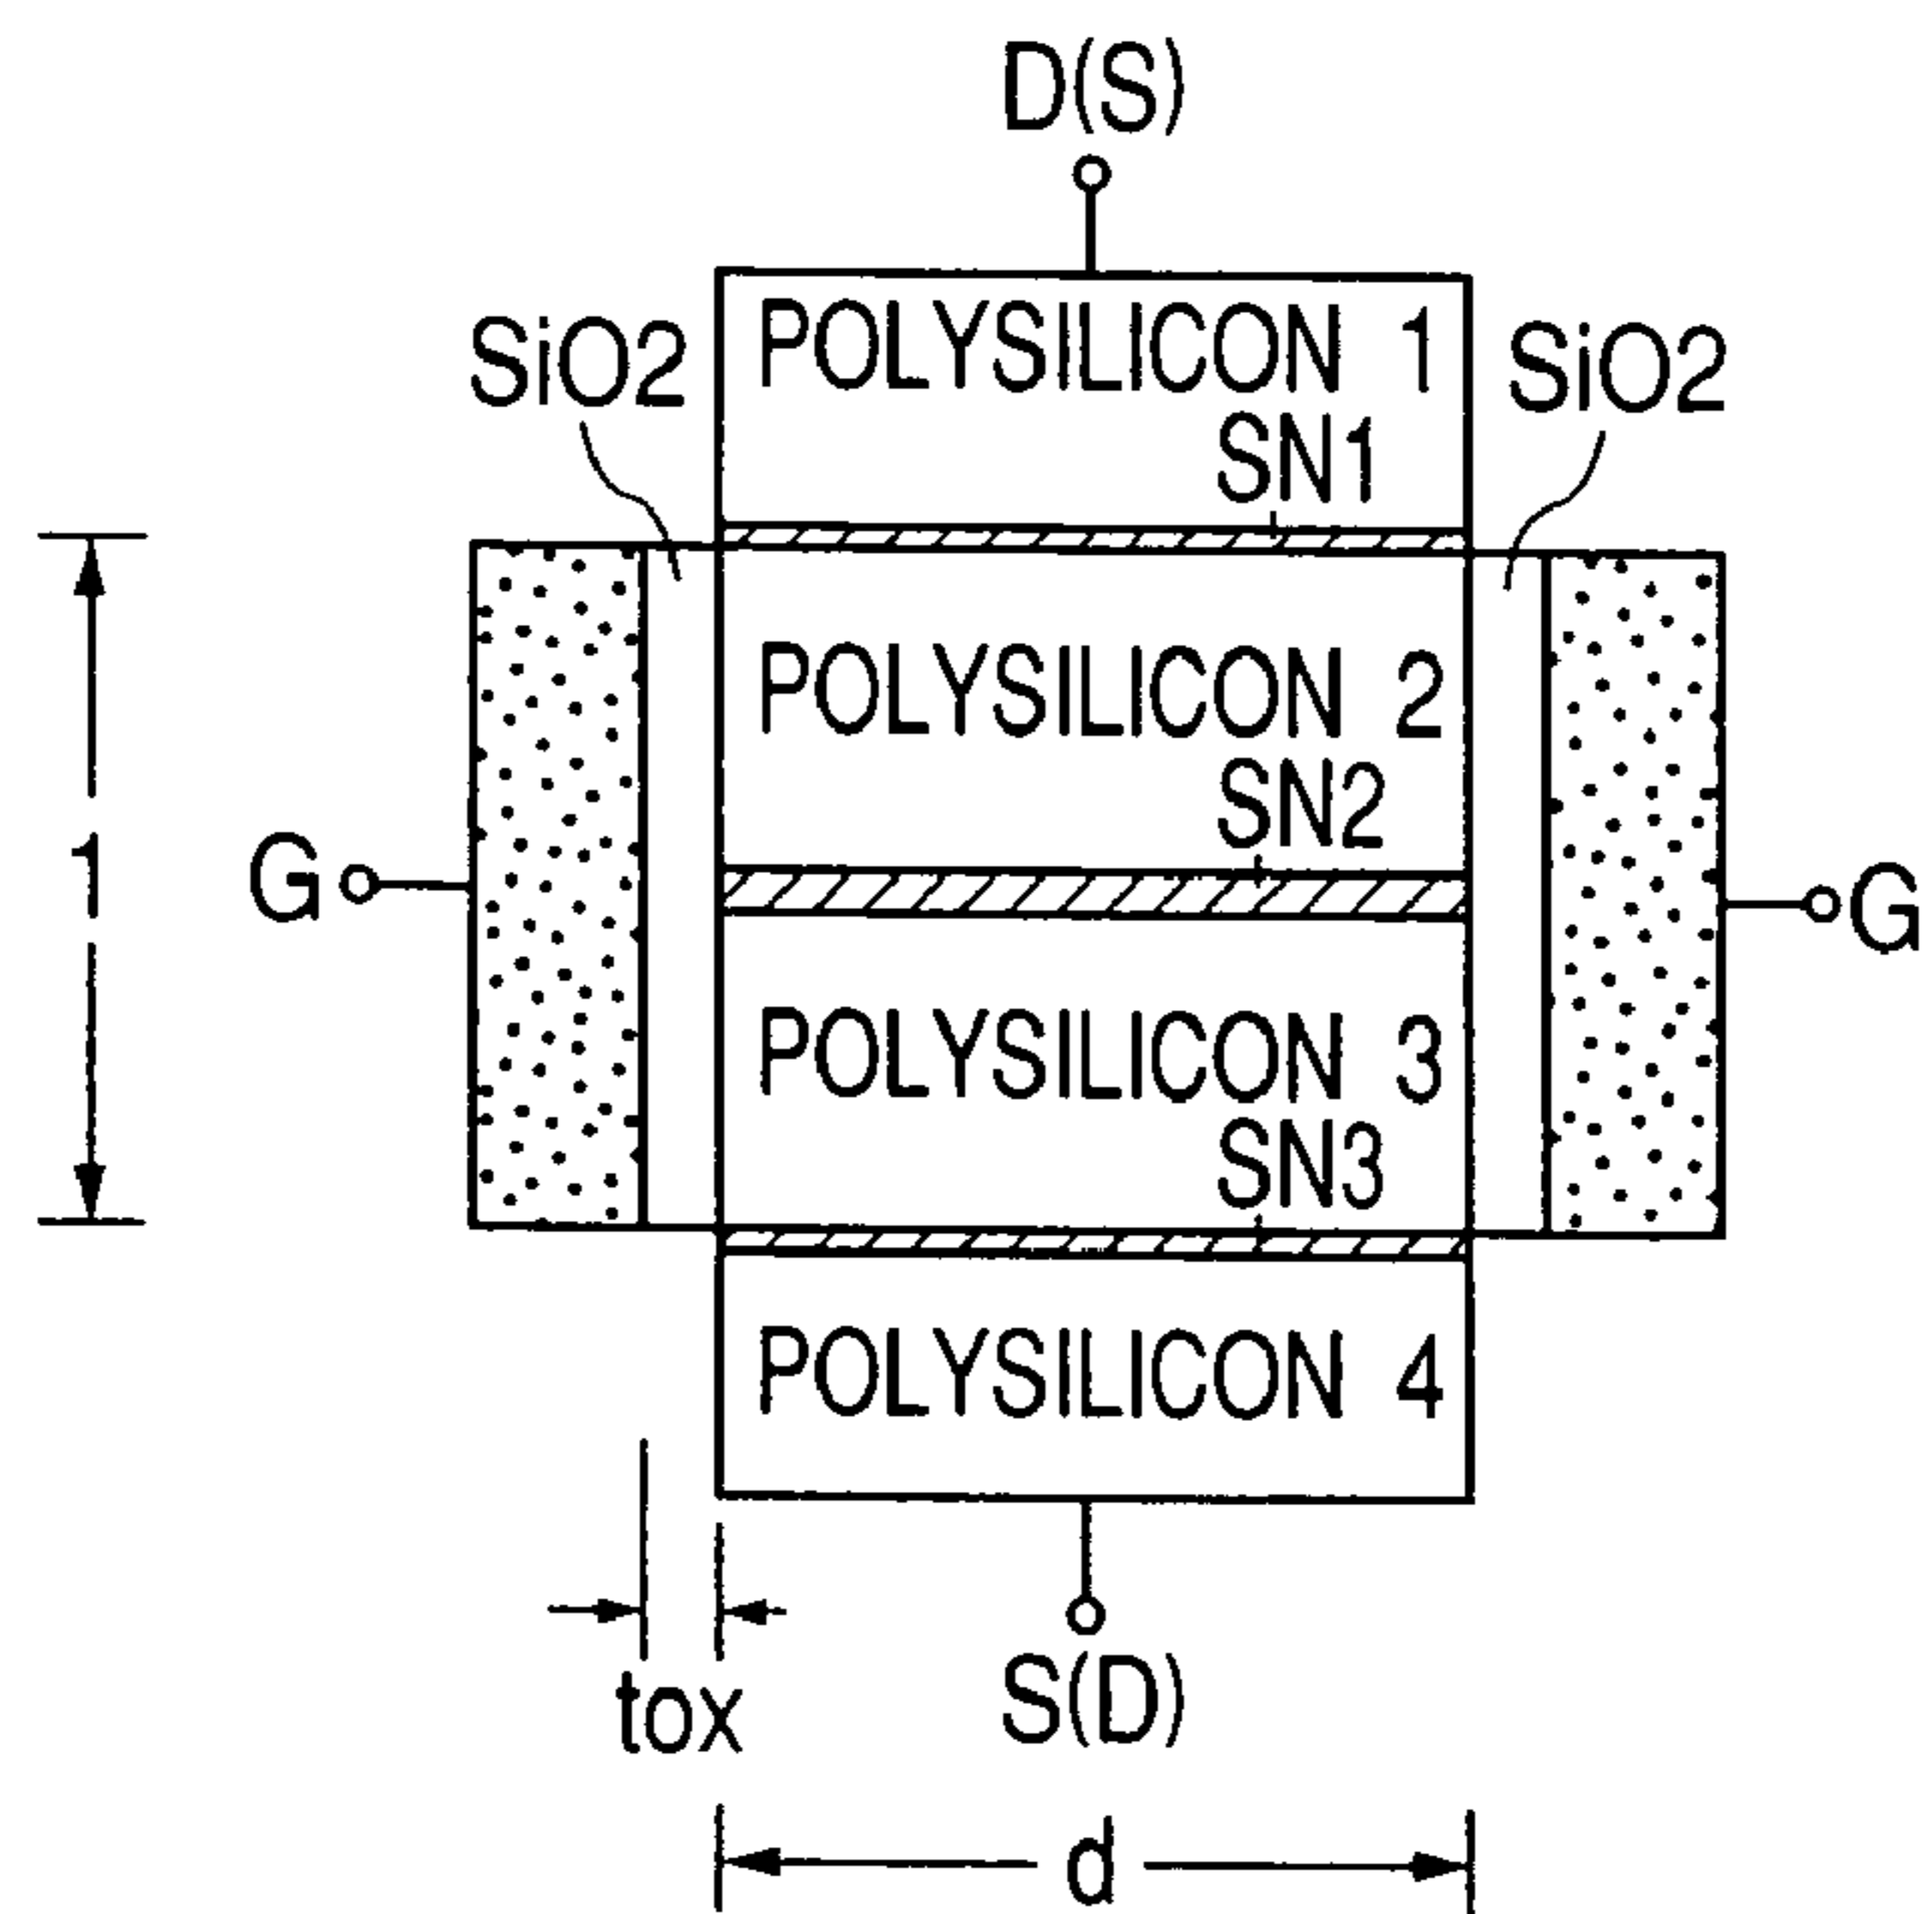 D(S)
SiO2
POLYSILICON 1
SiO2
SN1
POLYSILICON 2
SN2
1
G
G
POLYSILICON 3
SN3
POLYSILICON 4
tox
S(D)
d